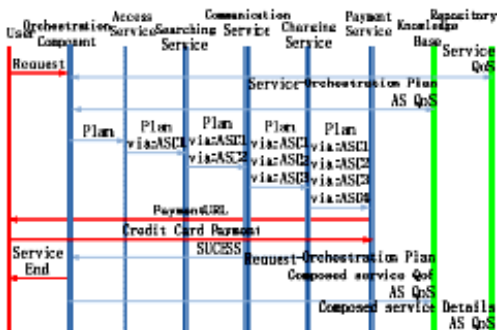 Access Communication Payment Repository
Orchestration Service Service Service Knowledge
User Component Searching Charging Base
Service Service Service
QoS
Request
Service-Orchestration Plan
AS QoS
Plan Plan Plan Plan Plan
via:ASC1 via:ASC1 via:ASC1 via:ASC1
via:ASC2 via:ASC2 via:ASC2
via:ASC3 via:ASC3
via:ASC4
PaymentURL
Credit Card Payment
SUCESS
Service
End
Request-Orchestration Plan
Composed service QoS
AS QoS
Composed service Details
AS QoS